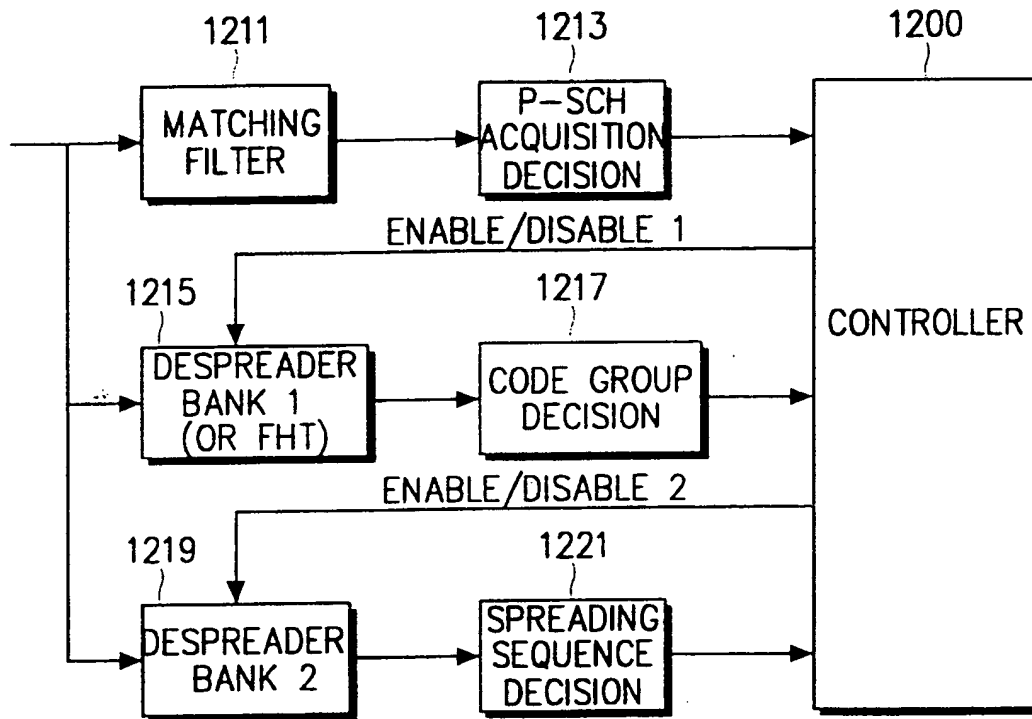 1211
1213
1200
MATCHING
FILTER
P-SCH
ACQUISITION
DECISION
ENABLE/DISABLE 1
1215
1217
CONTROLLER
DESPREADER
BANK 1
(OR FHT)
CODE GROUP
DECISION
ENABLE/DISABLE 2
1219
1221
DESPREADER
BANK 2
SPREADING
SEQUENCE
DECISION